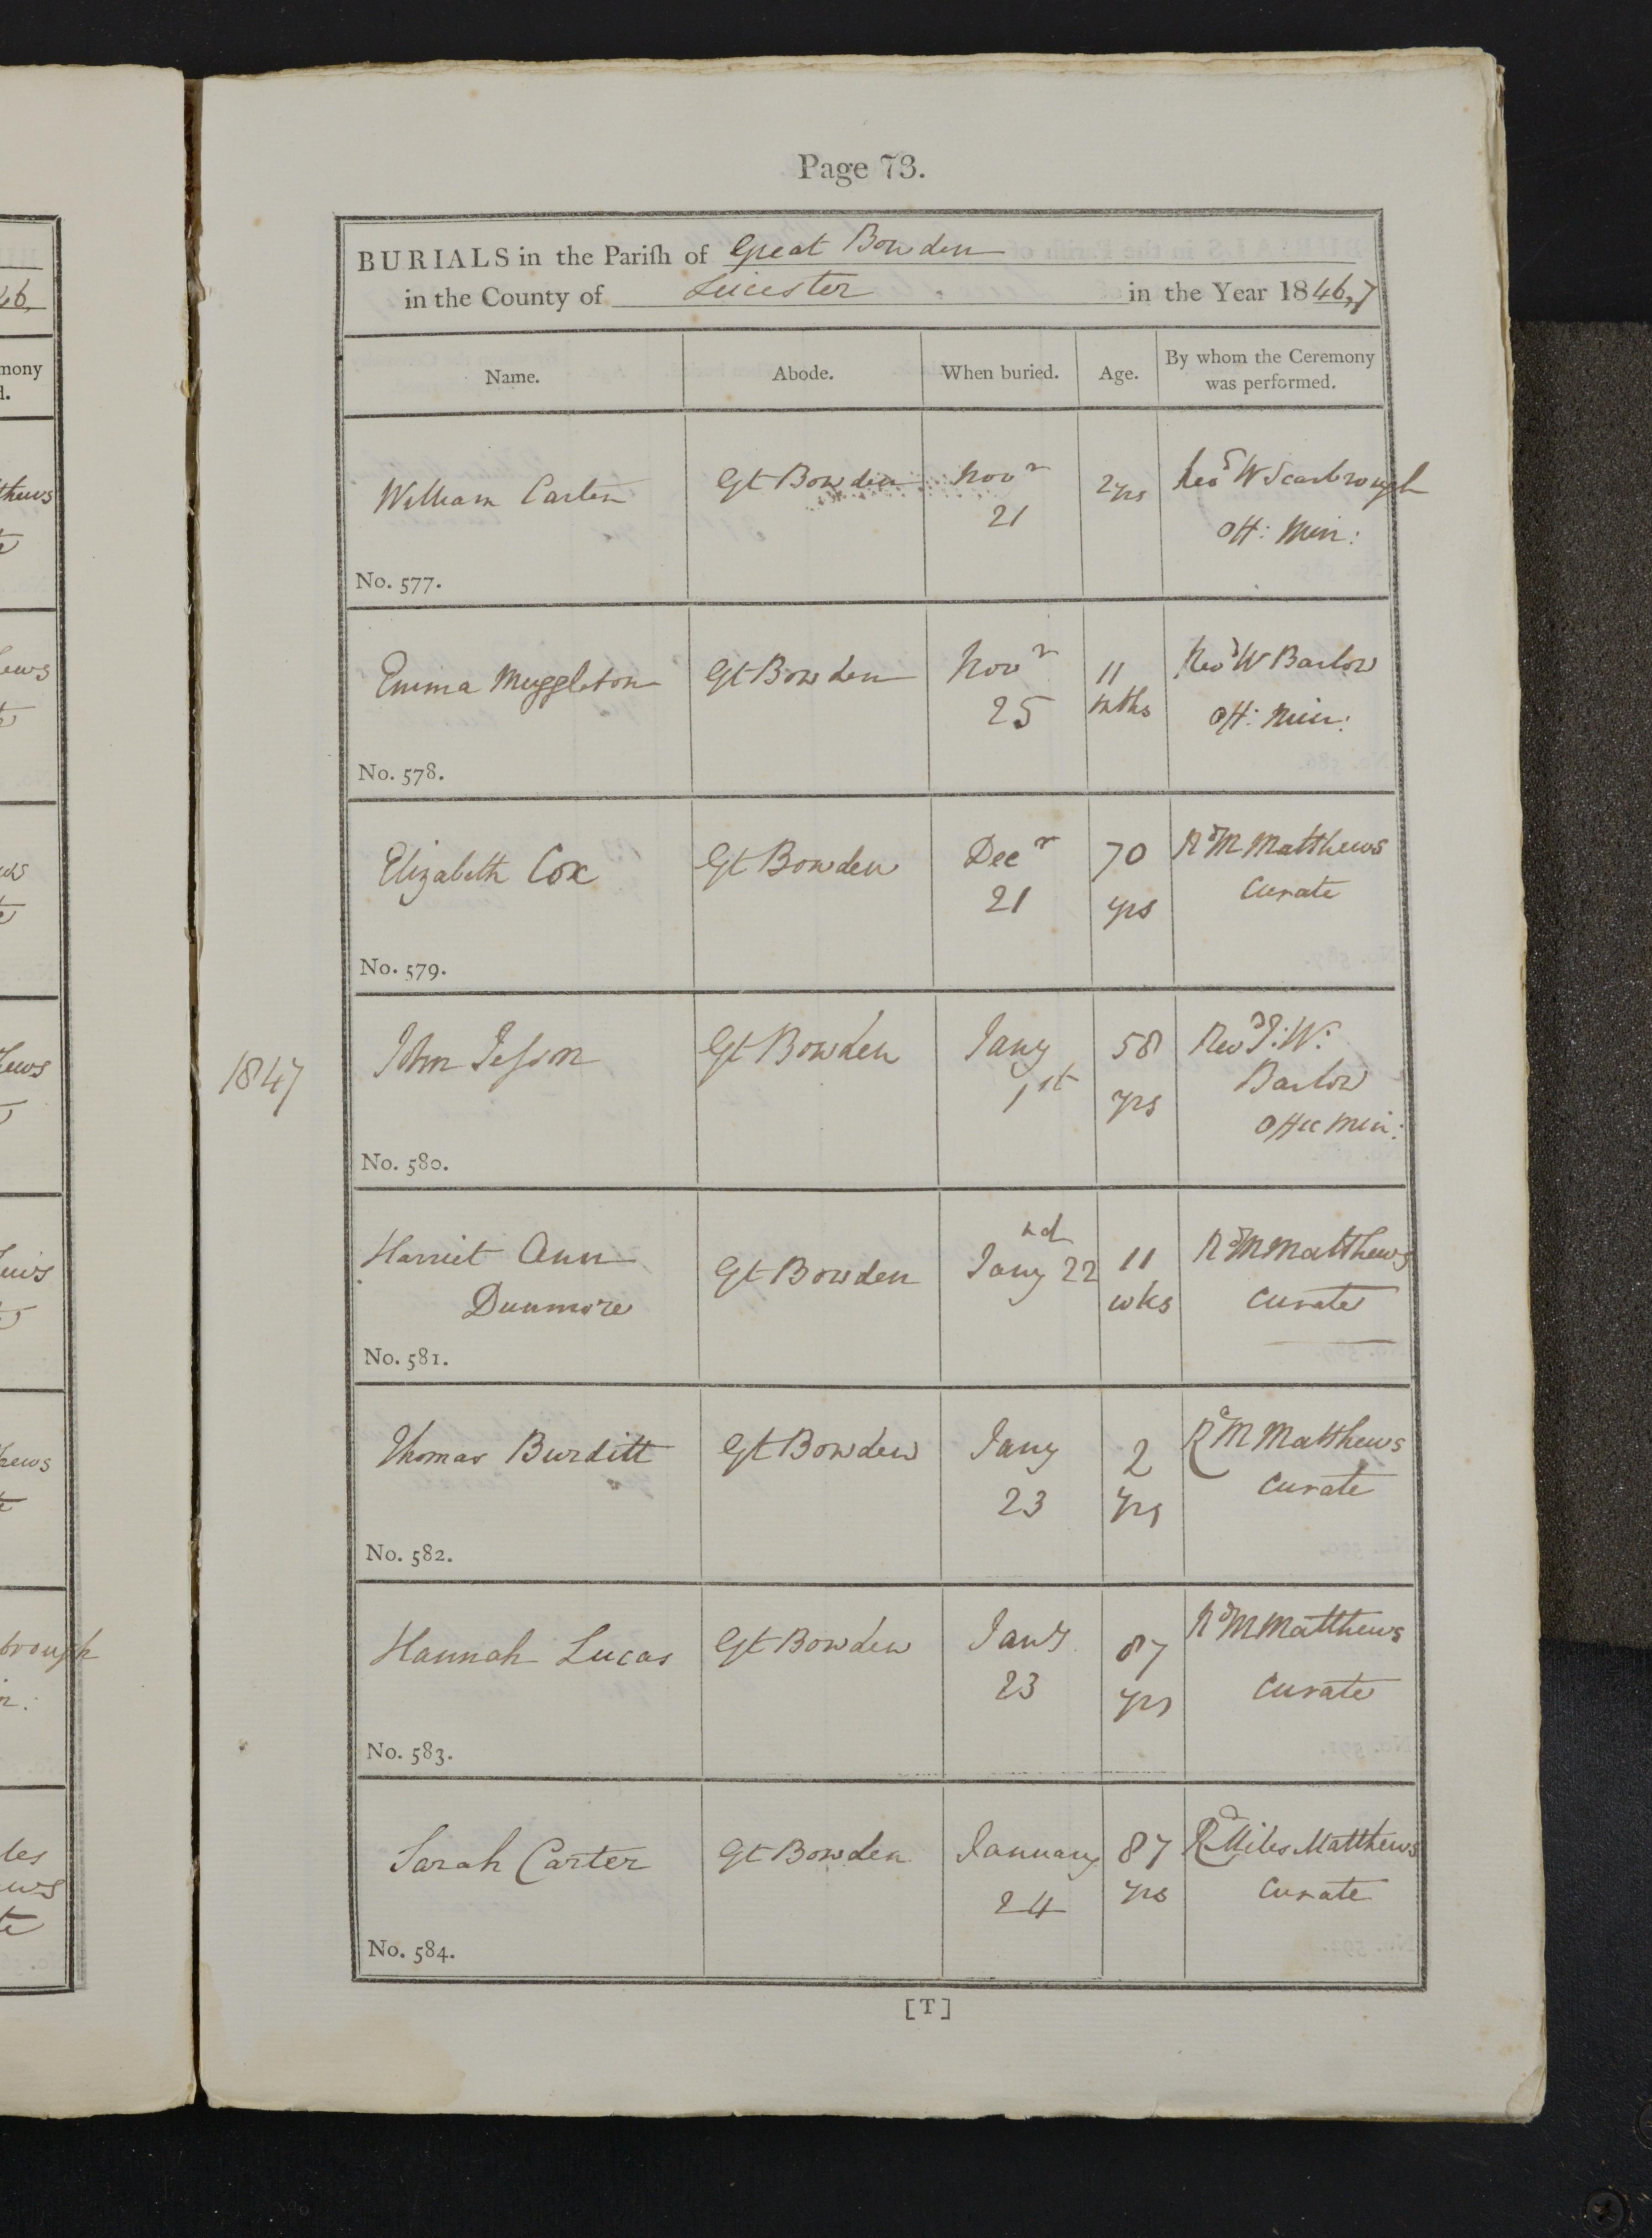 Page 73.
BURIALS in the Pariſh of Great Bowden
in the County of Leicester in the Year 1846,7
Name. Abode. When buried. Age. By whom the Ceremony was performed.
William Carter Gt Bowden Novr 21 2yrs Revd W Scarbrough
Off: Min:
No. 577.
Emma Muggleton Gt Bowden Novr 25 11 mths Revd W Barlow
Off: Min:
No. 578.
Elizabeth Cox Gt Bowden Decr 21 70 yrs Rd M Matthews
Curate
No. 579.
1847
John Jesson Gt Bowden Jany 1st 58 yrs Revd T: W:
Barlow
Offic Min:
No. 580.
Harriet Ann
Dunmore Gt Bowden Jany 22nd 11 wks Rd M Matthews
Curate
No. 581.
Thomas Burditt Gt Bowden Jany 23 2 yrs Rd M Matthews
Curate
No. 582.
Hannah Lucas Gt Bowden Jany 23 87 yrs Rd M Matthews
Curate
No. 583.
Sarah Carter Gt Bowden January 24 87 yrs Rd Miles Matthews
Curate
No. 584.
[T]